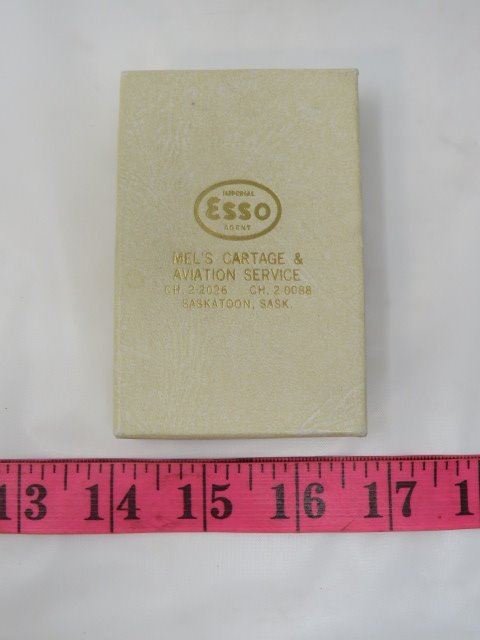 IMPERIAL
Esso
AGENT
MEL'S CARTAGE &
AVIATION SERVICE
CH. 2-2026 CH. 2-0088
SASKATOON, SASK.
13 14 15 16 17 1